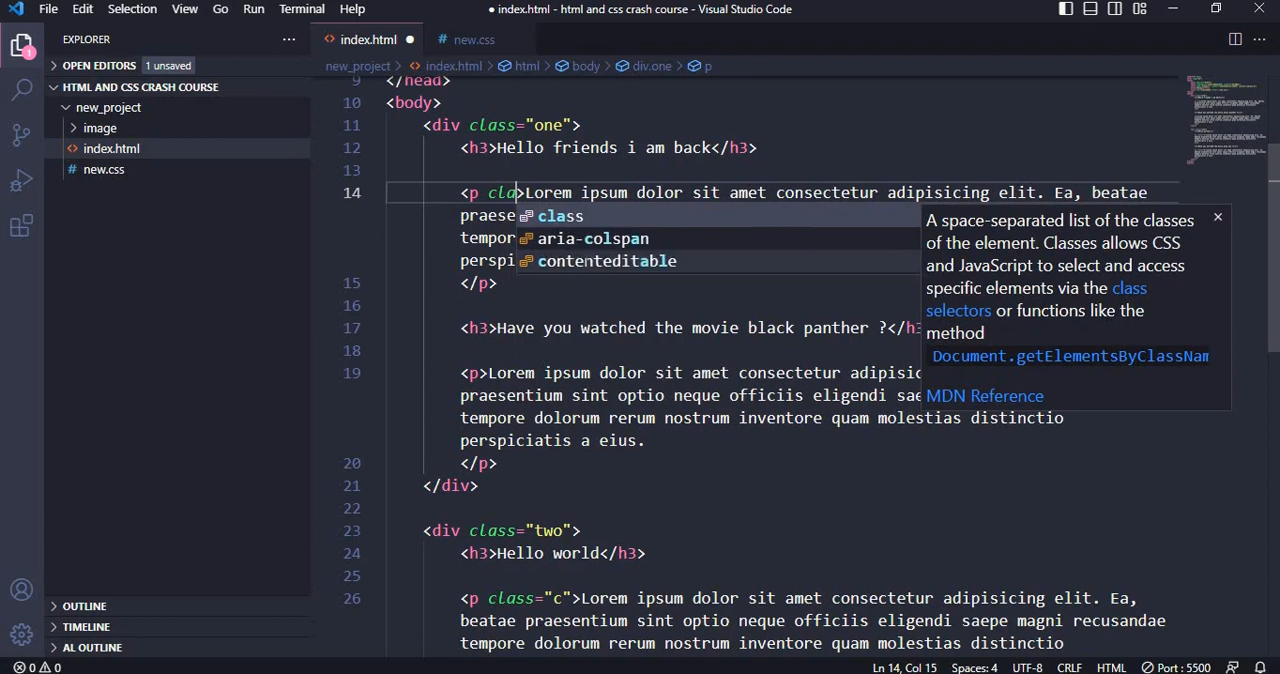 File Edit Selection View Go Run Terminal Help
● index.html - html and css crash course - Visual Studio Code
EXPLORER ···
<> index.html ●
# new.css
new_project > <> index.html > html > body > div.one > p
1
> OPEN EDITORS 1 unsaved
HTML AND CSS CRASH COURSE
new_project
> image
<> index.html
# new.css
> OUTLINE
> TIMELINE
> AL OUTLINE
9 </head>
10 <body>
11 <div class="one">
12 <h3>Hello friends i am back</h3>
13
14 <p cla>Lorem ipsum dolor sit amet consectetur adipisicing elit. Ea, beatae
praese
tempor
perspi
15 </p>
16
17 <h3>Have you watched the movie black panther ?</h3
18
19 <p>Lorem ipsum dolor sit amet consectetur adipisic
praesentium sint optio neque officiis eligendi sae
tempore dolorum rerum nostrum inventore quam molestias distinctio
perspiciatis a eius.
20 </p>
21 </div>
22
23 <div class="two">
24 <h3>Hello world</h3>
25
26 <p class="c">Lorem ipsum dolor sit amet consectetur adipisicing elit. Ea,
beatae praesentium sint optio neque officiis eligendi saepe magni recusandae
tempore dolorum rerum nostrum inventore quam molestias distinctio
class
aria-colspan
contenteditable
A space-separated list of the classes
of the element. Classes allows CSS
and JavaScript to select and access
specific elements via the class
selectors or functions like the
method
Document.getElementsByClassNam
MDN Reference
×
0 0
Ln 14, Col 15 Spaces: 4 UTF-8 CRLF HTML Port : 5500